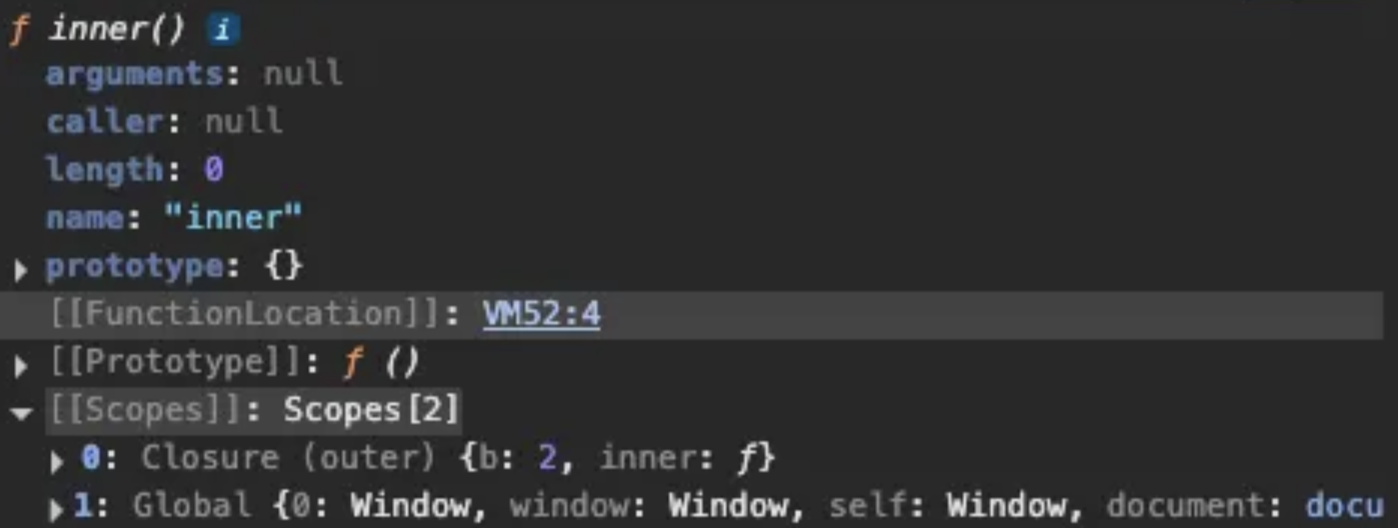 f inner() i
arguments: null
caller: null
length: 0
name: "inner"
prototype: {}
[[FunctionLocation]]: VM52:4
[[Prototype]]: f ()
[[Scopes]]: Scopes[2]
0: Closure (outer) {b: 2, inner: f}
1: Global {0: Window, window: Window, self: Window, document: docu